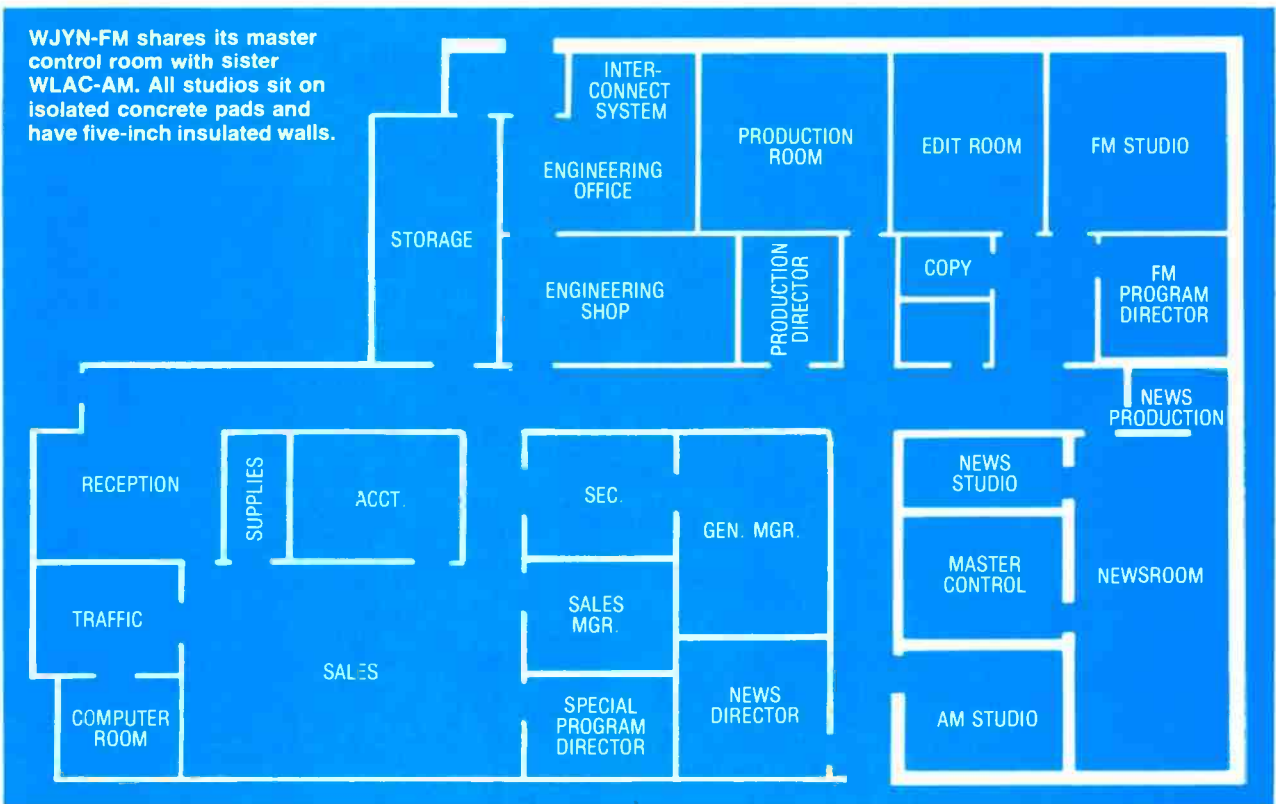 WJYN-FM shares its master
control room with sister
WLAC-AM. All studios sit on
isolated concrete pads and
have five-inch insulated walls.
INTER-
CONNECT
SYSTEM
ENGINEERING
OFFICE
PRODUCTION
ROOM
EDIT ROOM
FM STUDIO
STORAGE
ENGINEERING
SHOP
PRODUCTION
DIRECTOR
COPY
FM
PROGRAM
DIRECTOR
NEWS
PRODUCTION
RECEPTION
SUPPLIES
ACCT.
SEC.
GEN. MGR.
NEWS
STUDIO
MASTER
CONTROL
NEWSROOM
TRAFFIC
SALES
MGR.
SALES
COMPUTER
ROOM
SPECIAL
PROGRAM
DIRECTOR
NEWS
DIRECTOR
AM STUDIO